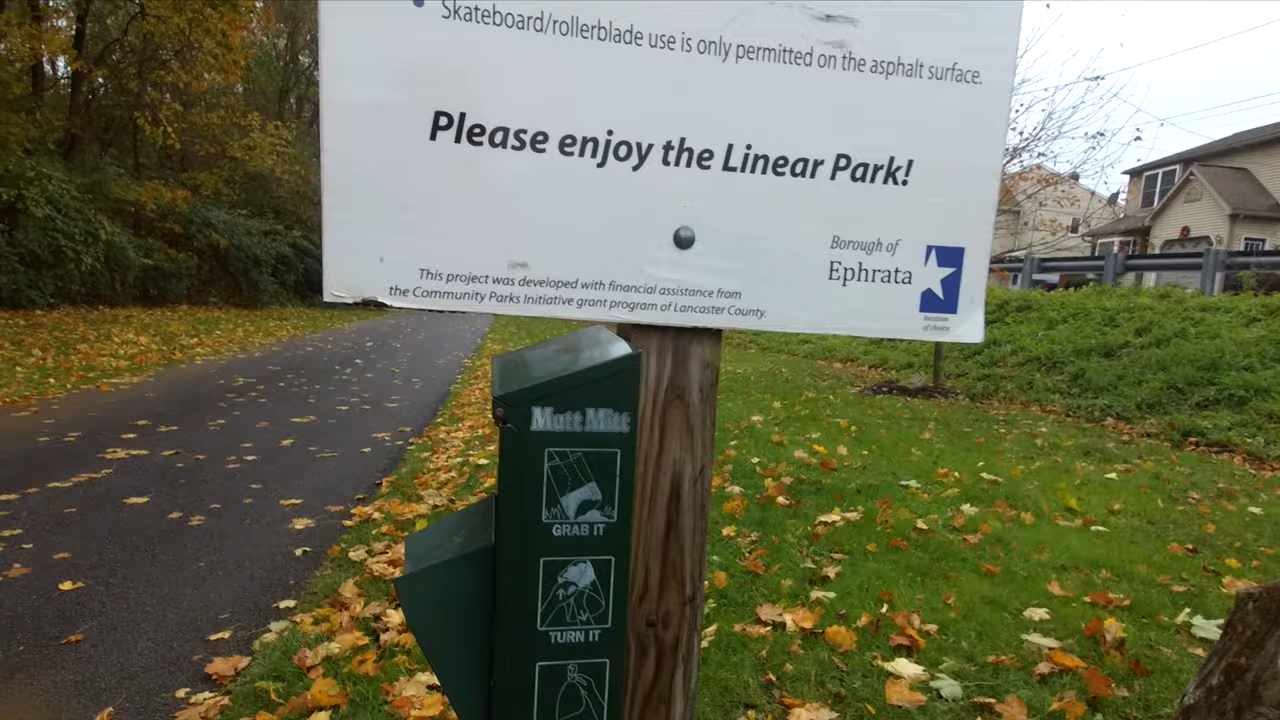 Skateboard/rollerblade use is only permitted on the asphalt surface.
Please enjoy the Linear Park!
Borough of
Ephrata
location
of choice
This project was developed with financial assistance from
the Community Parks Initiative grant program of Lancaster County.
Mutt Mitt
GRAB IT
TURN IT